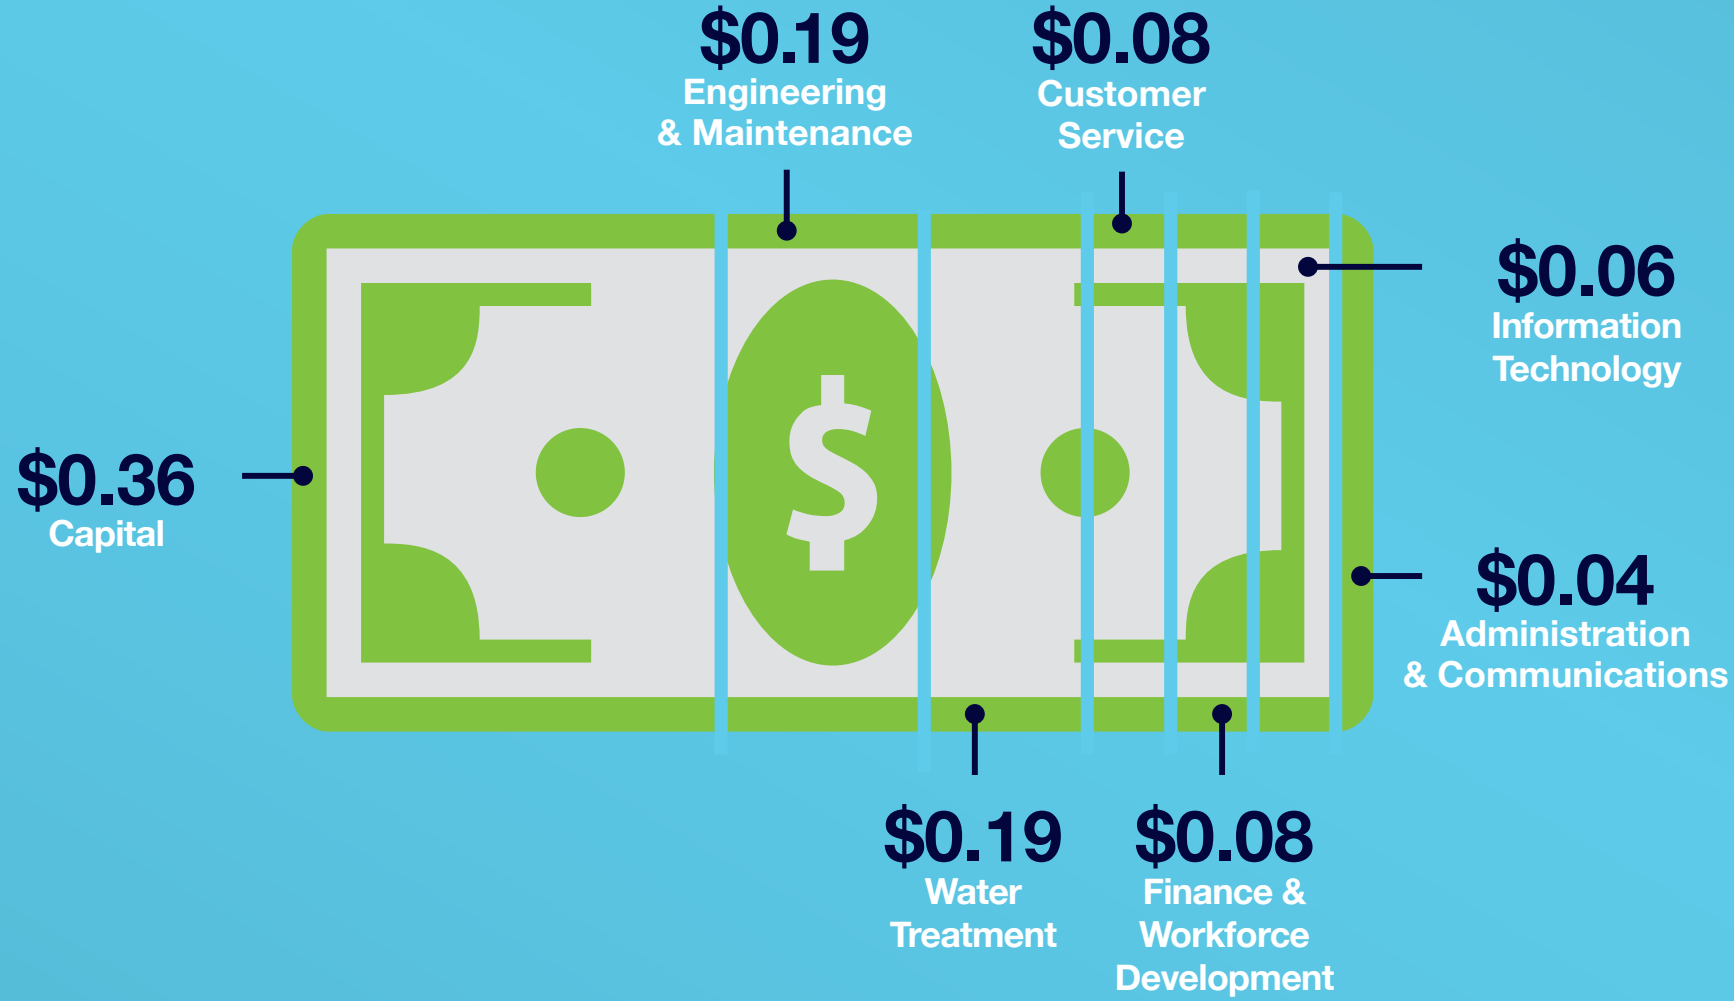 $0.19
Engineering
& Maintenance
$0.08
Customer
Service
$0.06
Information
Technology
$0.36
Capital
$
$0.04
Administration
& Communications
$0.19
Water
Treatment
$0.08
Finance &
Workforce
Development